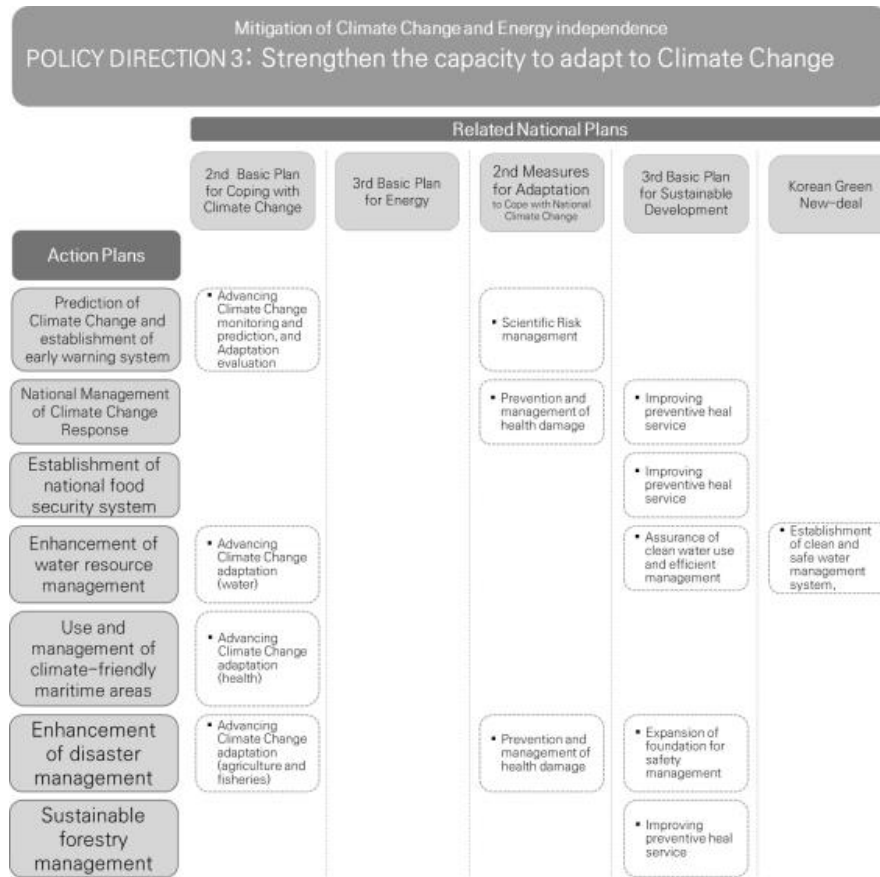 Mitigation of Climate Change and Energy independence
POLICY DIRECTION 3: Strengthen the capacity to adapt to Climate Change
Related National Plans
2nd Basic Plan
for Coping with
Climate Change
3rd Basic Plan
for Energy
2nd Measures
for Adaptation
to Cope with National
Climate Change
3rd Basic Plan
for Sustainable
Development
Korean Green
New-deal
Action Plans
Prediction of
Climate Change and
establishment of
early warning system
▪ Advancing
Climate Change
monitoring and
prediction, and
Adaptation
evaluation
▪ Scientific Risk
management
National Management
of Climate Change
Response
▪ Prevention and
management of
health damage
▪ Improving
preventive heal
service
Establishment of
national food
security system
▪ Improving
preventive heal
service
Enhancement of
water resource
management
▪ Advancing
Climate Change
adaptation
(water)
▪ Assurance of
clean water use
and efficient
management
▪ Establishment
of clean and
safe water
management
system,
Use and
management of
climate-friendly
maritime areas
▪ Advancing
Climate Change
adaptation
(health)
Enhancement
of disaster
management
▪ Advancing
Climate Change
adaptation
(agriculture and
fisheries)
▪ Prevention and
management of
health damage
▪ Expansion of
foundation for
safety
management
Sustainable
forestry
management
▪ Improving
preventive heal
service